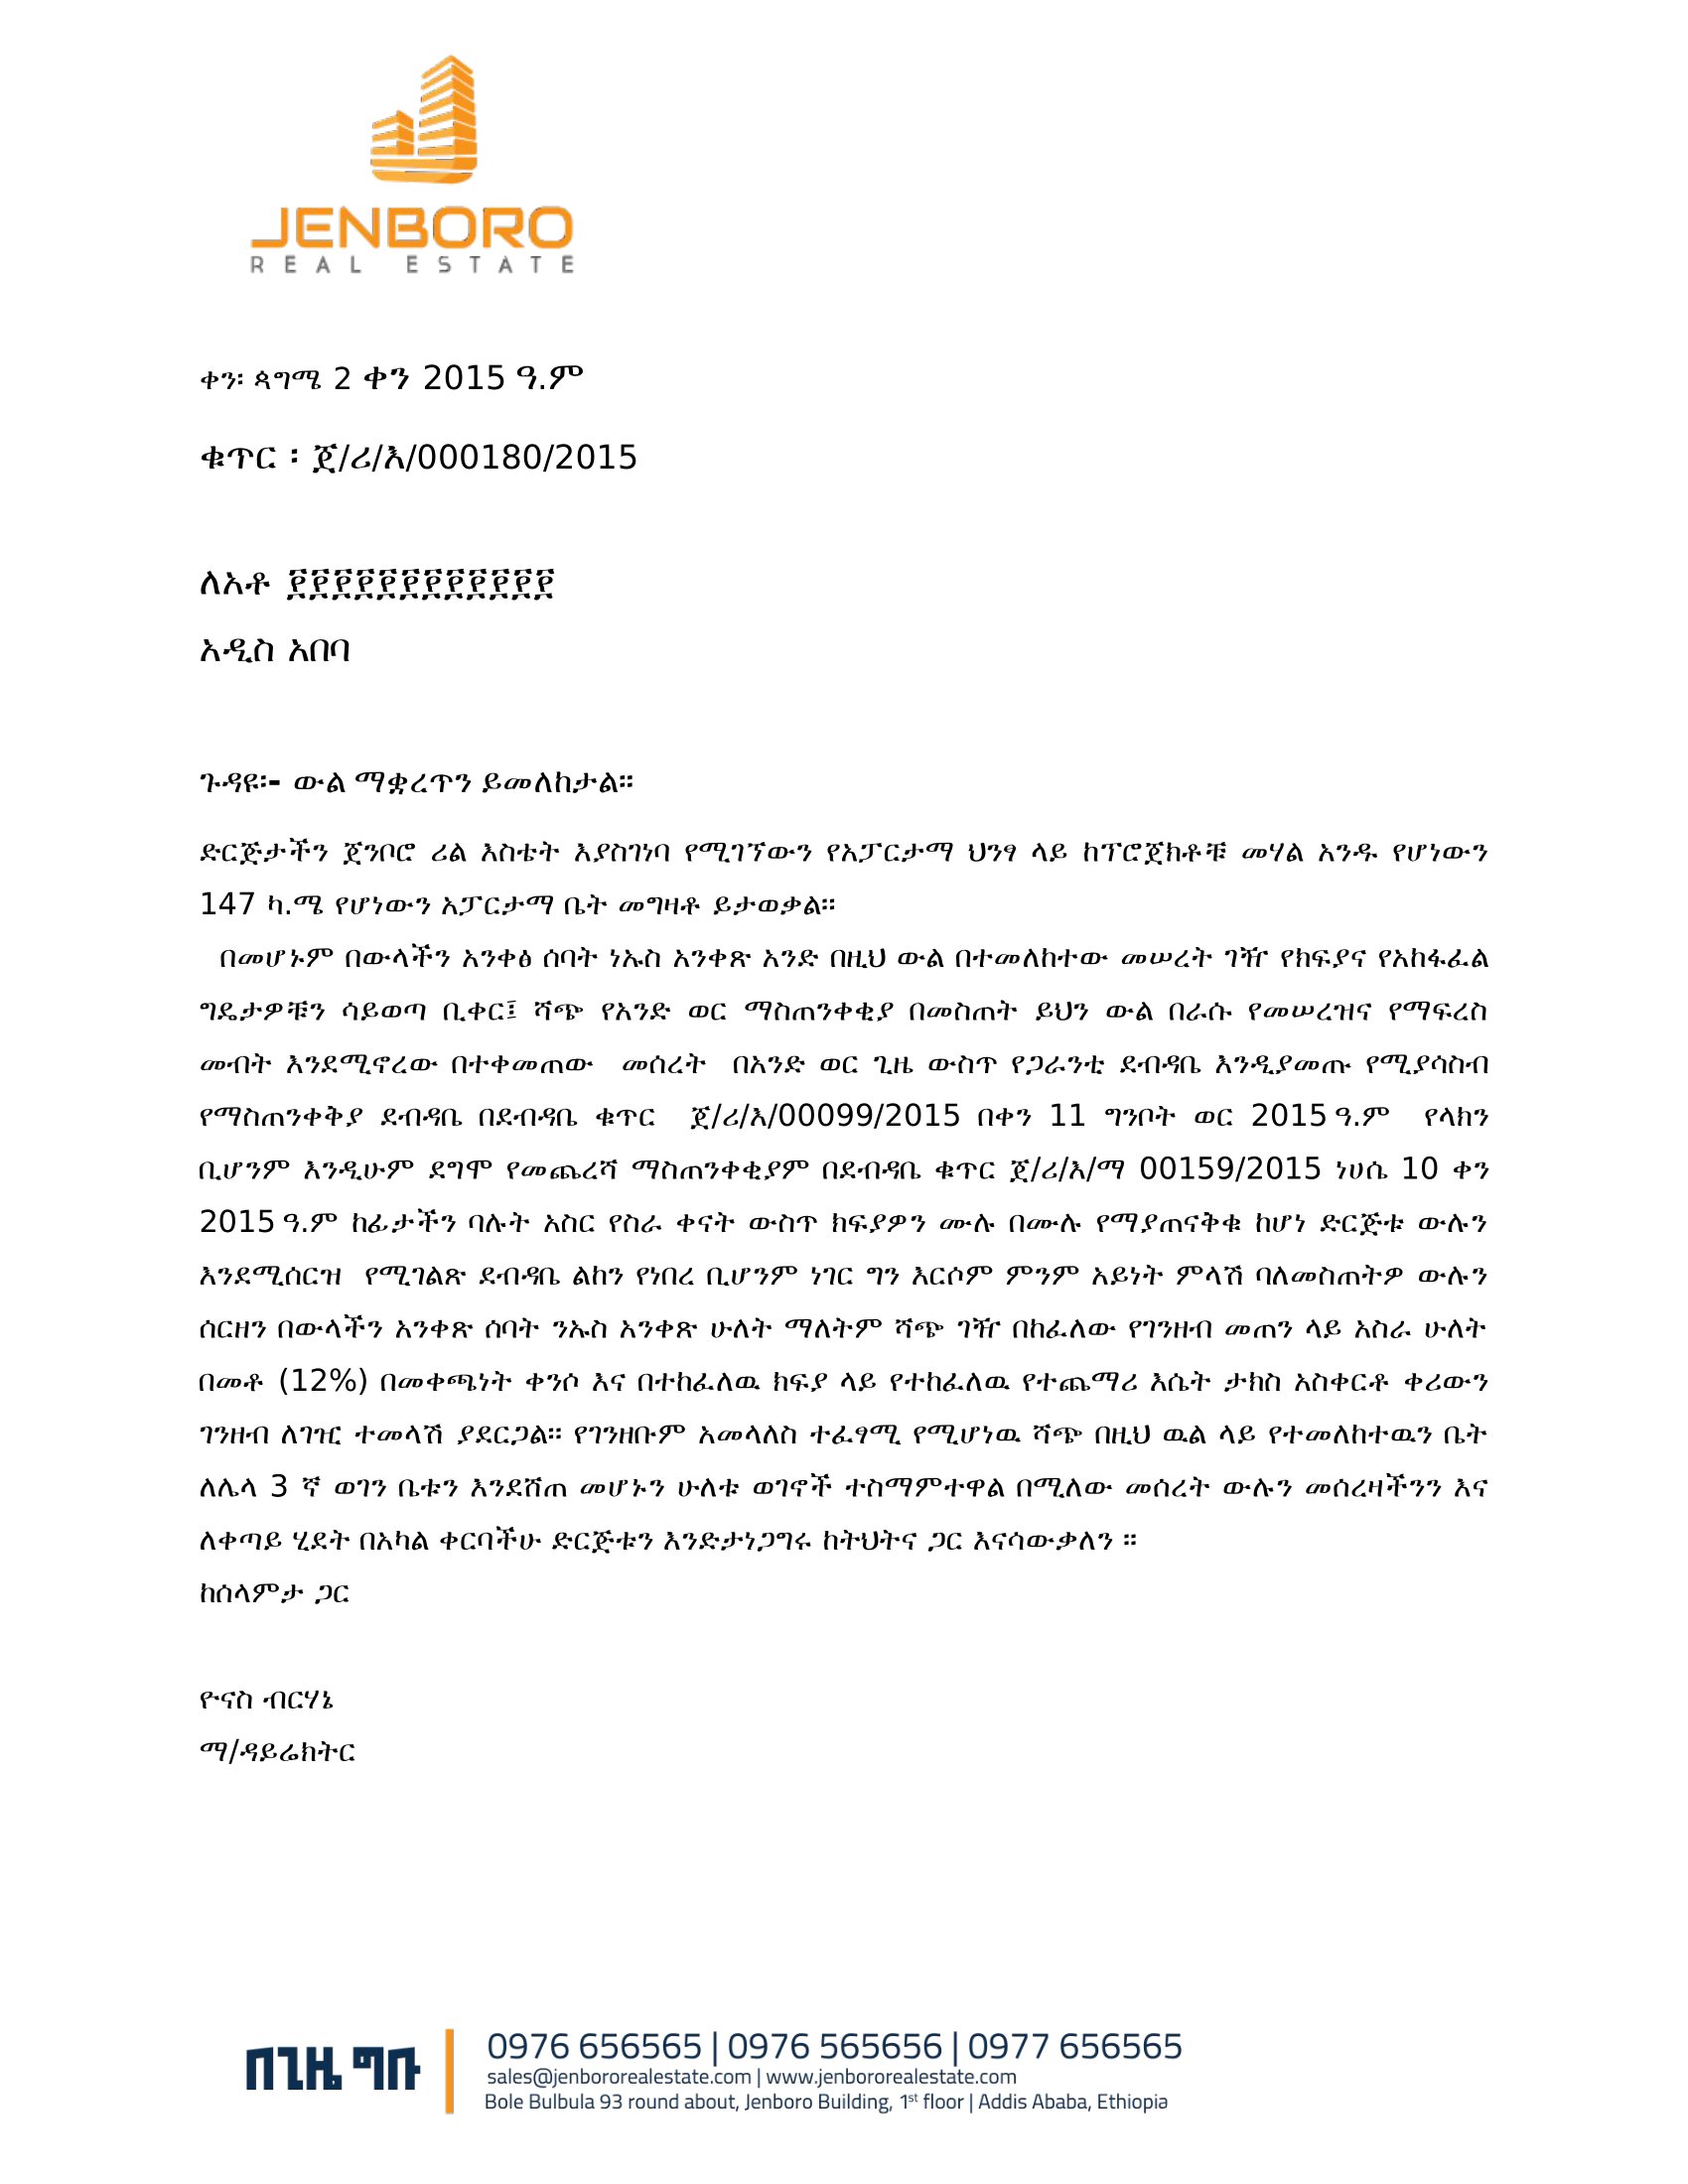 JENBORO
REAL ESTATE
ቀን፡ ጳግሜ 2 ቀን 2015 ዓ.ም
ቁጥር ፡ ጀ/ሪ/እ/000180/2015
ለአቶ ፸፸፸፸፸፸፸፸፸፸፸፸
አዲስ አበባ
ጉዳዩ፡- ውል ማቋረጥን ይመለከታል።
ድርጅታችን ጀንቦሮ ሪል እስቴት እያስገነባ የሚገኘውን የአፓርታማ ህንፃ ላይ ከፕሮጀክቶቹ መሃል አንዱ የሆነውን
147 ካ.ሜ የሆነውን አፓርታማ ቤት መግዛቶ ይታወቃል።
በመሆኑም በውላችን አንቀፅ ሰባት ነኡስ አንቀጽ አንድ በዚህ ውል በተመለከተው መሠረት ገዥ የክፍያና የአከፋፈል
ግዴታዎቹን ሳይወጣ ቢቀር፤ ሻጭ የአንድ ወር ማስጠንቀቂያ በመስጠት ይህን ውል በራሱ የመሠረዝና የማፍረስ
መብት እንደሚኖረው በተቀመጠው መሰረት በአንድ ወር ጊዜ ውስጥ የጋራንቲ ደብዳቤ እንዲያመጡ የሚያሳስብ
የማስጠንቀቅያ ደብዳቤ በደብዳቤ ቁጥር ጀ/ሪ/እ/00099/2015 በቀን 11 ግንቦት ወር 2015 ዓ.ም የላክን
ቢሆንም እንዲሁም ደግሞ የመጨረሻ ማስጠንቀቂያም በደብዳቤ ቁጥር ጀ/ሪ/እ/ማ 00159/2015 ነሀሴ 10 ቀን
2015 ዓ.ም ከፊታችን ባሉት አስር የስራ ቀናት ውስጥ ክፍያዎን ሙሉ በሙሉ የማያጠናቅቁ ከሆነ ድርጅቱ ውሉን
እንደሚሰርዝ የሚገልጽ ደብዳቤ ልከን የነበረ ቢሆንም ነገር ግን እርሶም ምንም አይነት ምላሽ ባለመስጠትዎ ውሉን
ሰርዘን በውላችን አንቀጽ ሰባት ንኡስ አንቀጽ ሁለት ማለትም ሻጭ ገዥ በከፈለው የገንዘብ መጠን ላይ አስራ ሁለት
በመቶ (12%) በመቀጫነት ቀንሶ እና በተከፈለዉ ክፍያ ላይ የተከፈለዉ የተጨማሪ እሴት ታክስ አስቀርቶ ቀሪውን
ገንዘብ ለገዢ ተመላሽ ያደርጋል። የገንዘቡም አመላለስ ተፈፃሚ የሚሆነዉ ሻጭ በዚህ ዉል ላይ የተመለከተዉን ቤት
ለሌላ 3 ኛ ወገን ቤቱን እንደሸጠ መሆኑን ሁለቱ ወገኖች ተስማምተዋል በሚለው መሰረት ውሉን መሰረዛችንን እና
ለቀጣይ ሂደት በአካል ቀርባችሁ ድርጅቱን እንድታነጋግሩ ከትህትና ጋር እናሳውቃለን ።
ከሰላምታ ጋር
ዮናስ ብርሃኔ
ማ/ዳይሬክትር
በጊዜ ግቡ
0976 656565 | 0976 565656 | 0977 656565
sales@jenbororealestate.com | www.jenbororealestate.com
Bole Bulbula 93 round about, Jenboro Building, 1st floor | Addis Ababa, Ethiopia